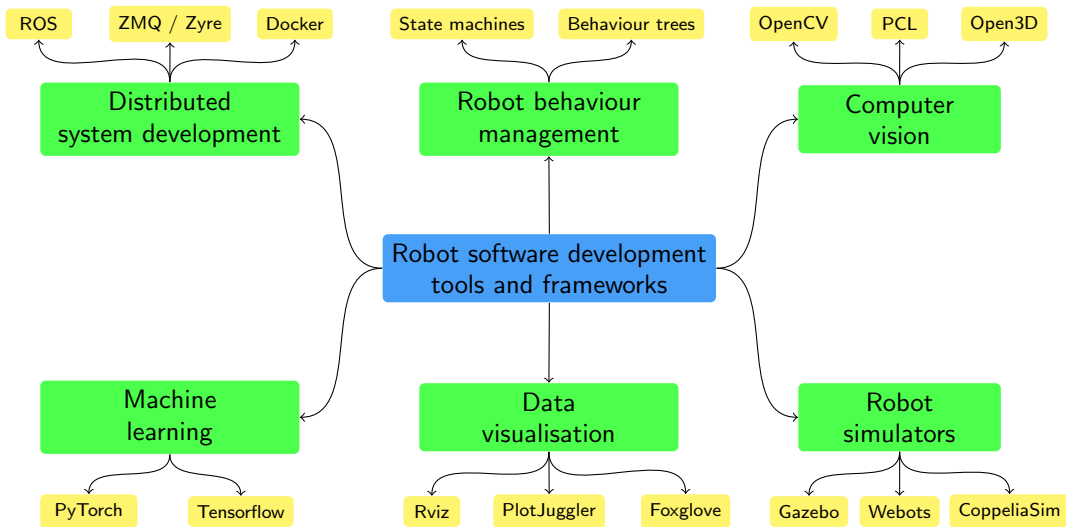 ROS
ZMQ / Zyre
Docker
State machines
Behaviour trees
OpenCV
PCL
Open3D
Distributed
system development
Robot behaviour
management
Computer
vision
Robot software development
tools and frameworks
Machine
learning
Data
visualisation
Robot
simulators
PyTorch
Tensorflow
Rviz
PlotJuggler
Foxglove
Gazebo
Webots
CoppeliaSim